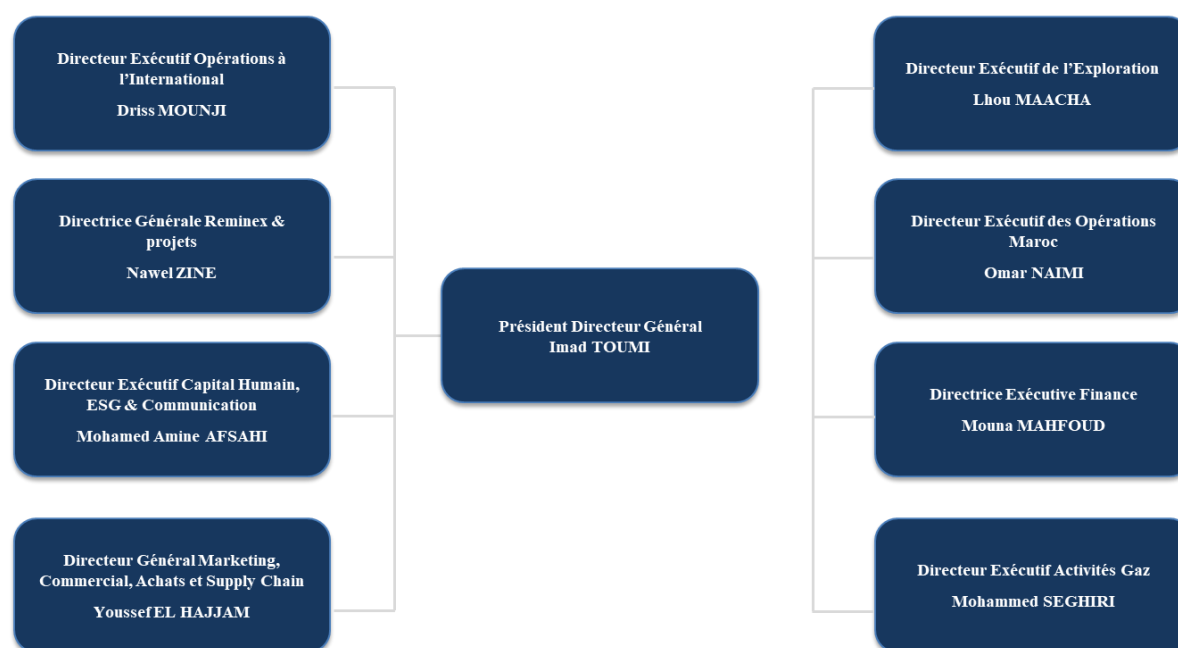 Directeur Exécutif Opérations à
l’International
Driss MOUNJI
Directrice Générale Reminex &
projets
Nawel ZINE
Directeur Exécutif Capital Humain,
ESG & Communication
Mohamed Amine AFSAHI
Directeur Général Marketing,
Commercial, Achats et Supply Chain
Youssef EL HAJJAM
Président Directeur Général
Imad TOUMI
Directeur Exécutif de l’Exploration
Lhou MAACHA
Directeur Exécutif des Opérations
Maroc
Omar NAIMI
Directrice Exécutive Finance
Mouna MAHFOUD
Directeur Exécutif Activités Gaz
Mohammed SEGHIRI